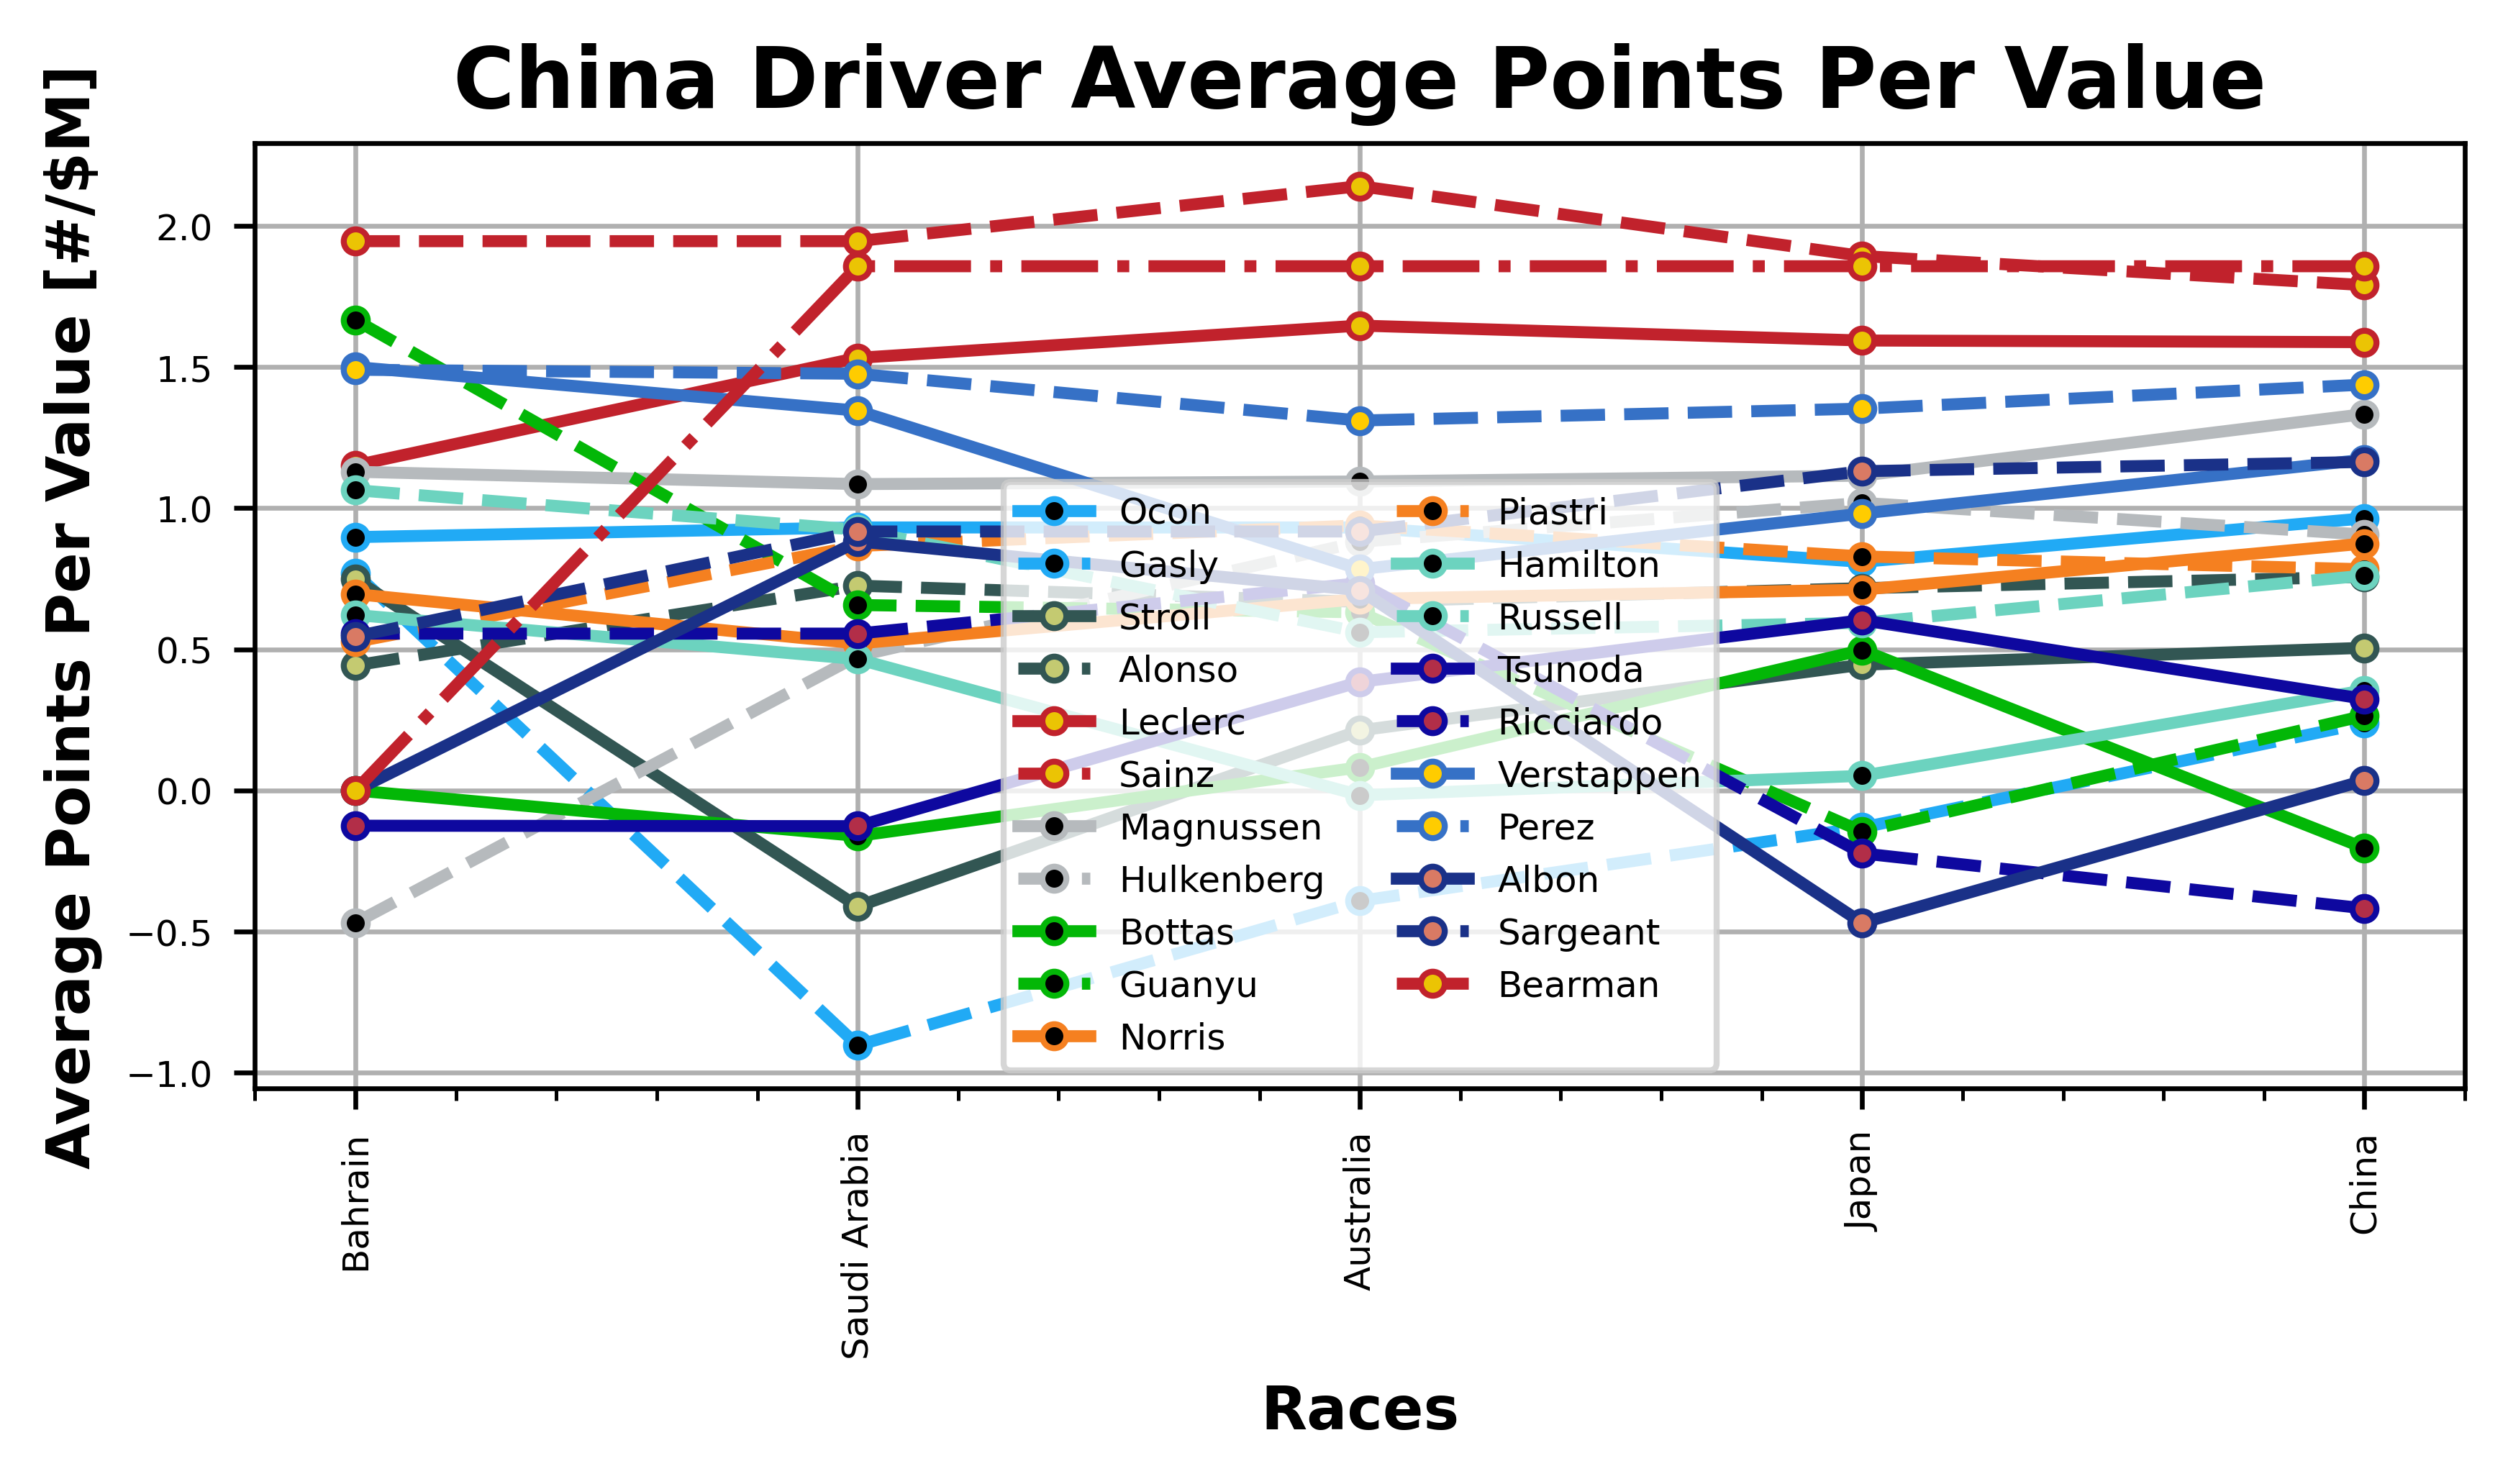 China Driver Average Points Per Value
Average Points Per Value [#/$M]
2.0
1.5
1.0
0.5
0.0
−0.5
−1.0
Ocon
Gasly
Stroll
Alonso
Leclerc
Sainz
Magnussen
Hulkenberg
Bottas
Guanyu
Norris
Piastri
Hamilton
Russell
Tsunoda
Ricciardo
Verstappen
Perez
Albon
Sargeant
Bearman
Bahrain
Saudi Arabia
Australia
Japan
China
Races